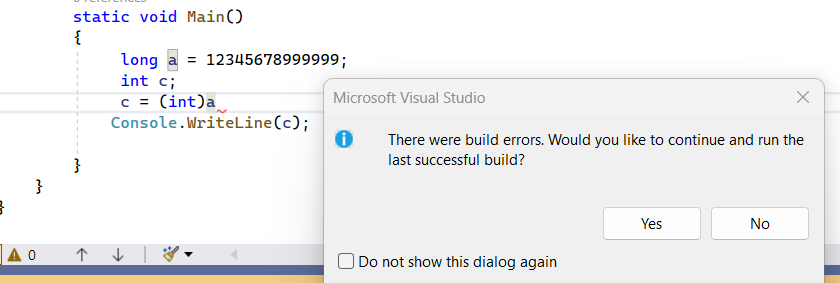 static void Main()
{
long a = 12345678999999;
int c;
c = (int)a
Console.WriteLine(c);
}
}
}
Microsoft Visual Studio
There were build errors. Would you like to continue and run the
last successful build?
Yes No
Do not show this dialog again
0